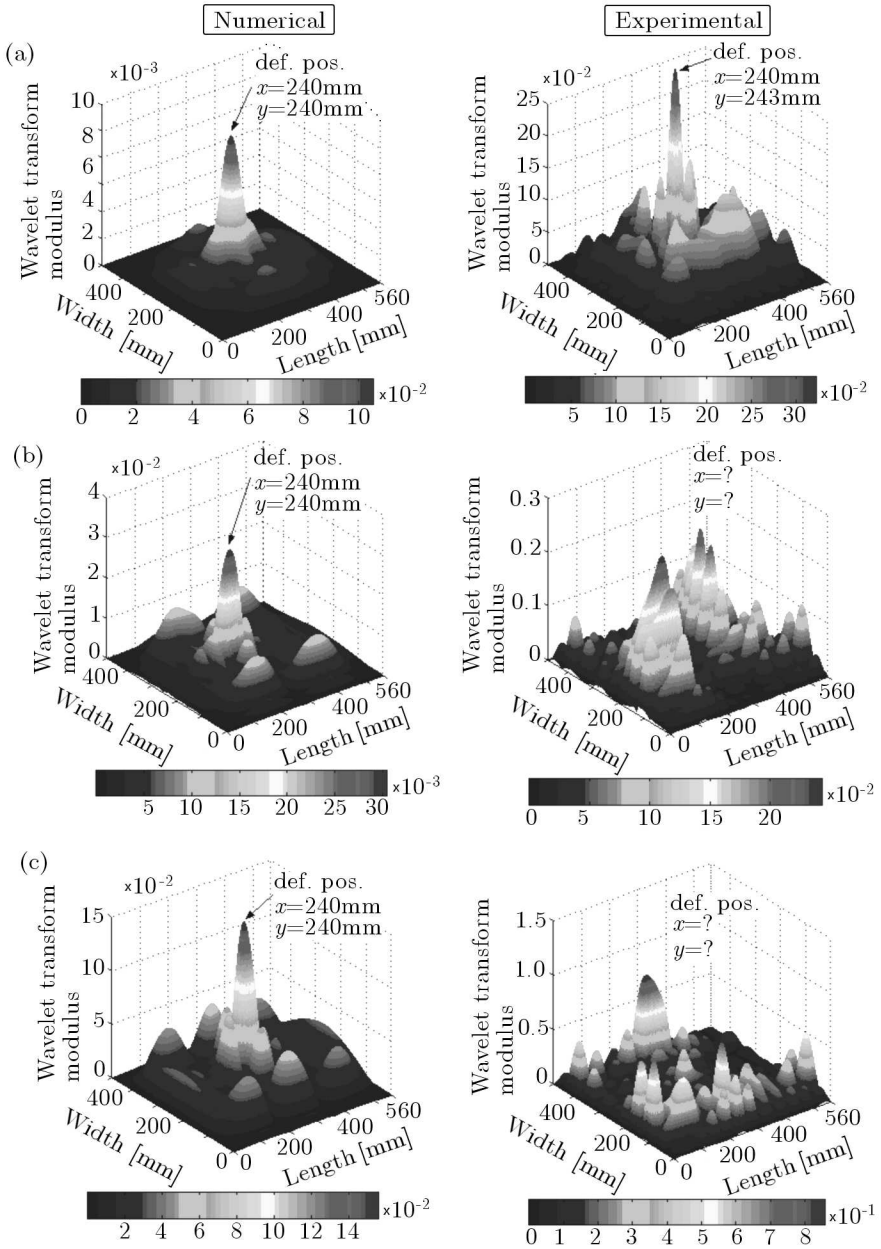 Numerical
Experimental
(a)
×10⁻³
def. pos.
x=240mm
y=240mm
10
8
6
4
2
0
Wavelet transform
modulus
400
200
0
Width [mm]
0
200
400
560
Length [mm]
0 2 4 6 8 10 ×10⁻²
×10⁻²
def. pos.
x=240mm
y=243mm
25
20
15
10
5
0
Wavelet transform
modulus
400
200
0
Width [mm]
0
200
400
560
Length [mm]
5 10 15 20 25 30 ×10⁻²
(b)
×10⁻²
def. pos.
x=240mm
y=240mm
4
3
2
1
0
Wavelet transform
modulus
400
200
0
Width [mm]
0
200
400
560
Length [mm]
5 10 15 20 25 30 ×10⁻³
def. pos.
x=?
y=?
0.3
0.2
0.1
0
Wavelet transform
modulus
400
200
0
Width [mm]
0
200
400
560
Length [mm]
0 5 10 15 20 ×10⁻²
(c)
×10⁻²
def. pos.
x=240mm
y=240mm
15
10
5
0
Wavelet transform
modulus
400
200
0
Width [mm]
0
200
400
560
Length [mm]
2 4 6 8 10 12 14 ×10⁻²
def. pos.
x=?
y=?
1.5
1.0
0.5
0
Wavelet transform
modulus
400
200
0
Width [mm]
0
200
400
560
Length [mm]
0 1 2 3 4 5 6 7 8 ×10⁻¹